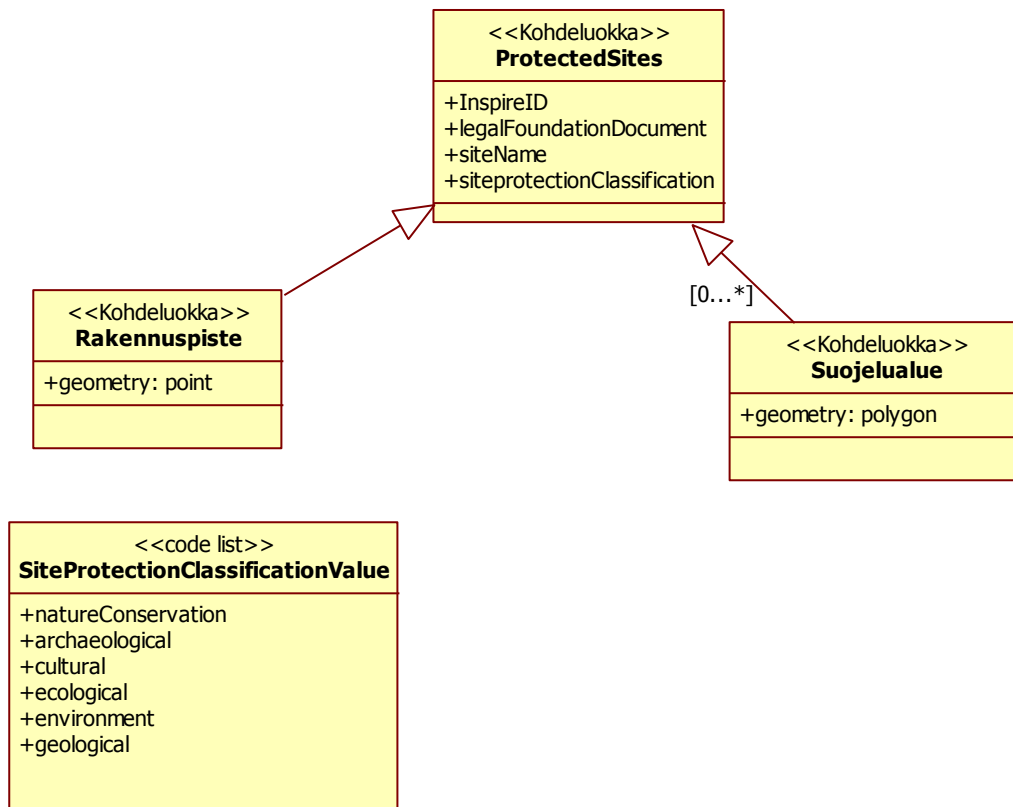 <<Kohdeluokka>>
ProtectedSites
+InspireID
+legalFoundationDocument
+siteName
+siteprotectionClassification
<<Kohdeluokka>>
Rakennuspiste
+geometry: point
[0...*]
<<Kohdeluokka>>
Suojelualue
+geometry: polygon
<<code list>>
SiteProtectionClassificationValue
+natureConservation
+archaeological
+cultural
+ecological
+environment
+geological